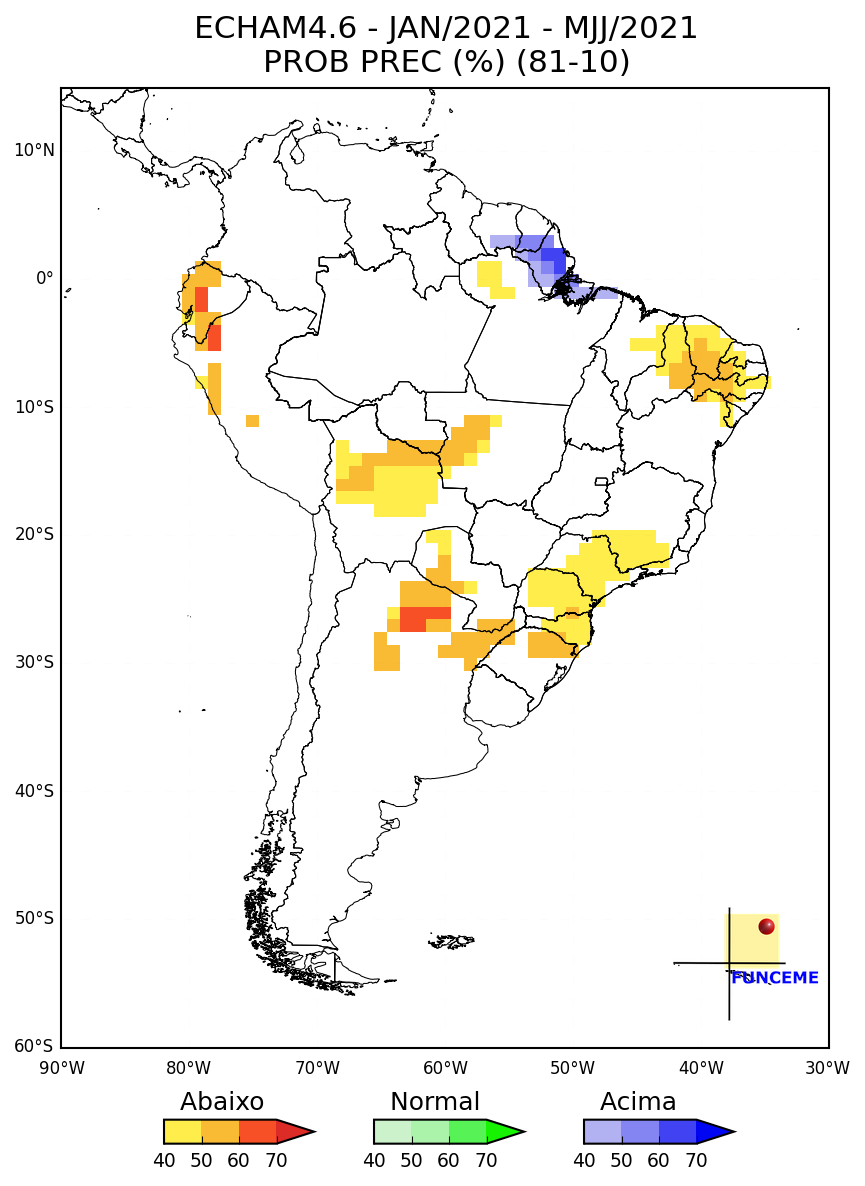 ECHAM4.6 - JAN/2021 - MJJ/2021
PROB PREC (%) (81-10)
10°N
0°
10°S
20°S
30°S
40°S
50°S
60°S
FUNCEME
90°W 80°W 70°W 60°W 50°W 40°W 30°W
Abaixo Normal Acima
40 50 60 70 40 50 60 70 40 50 60 70